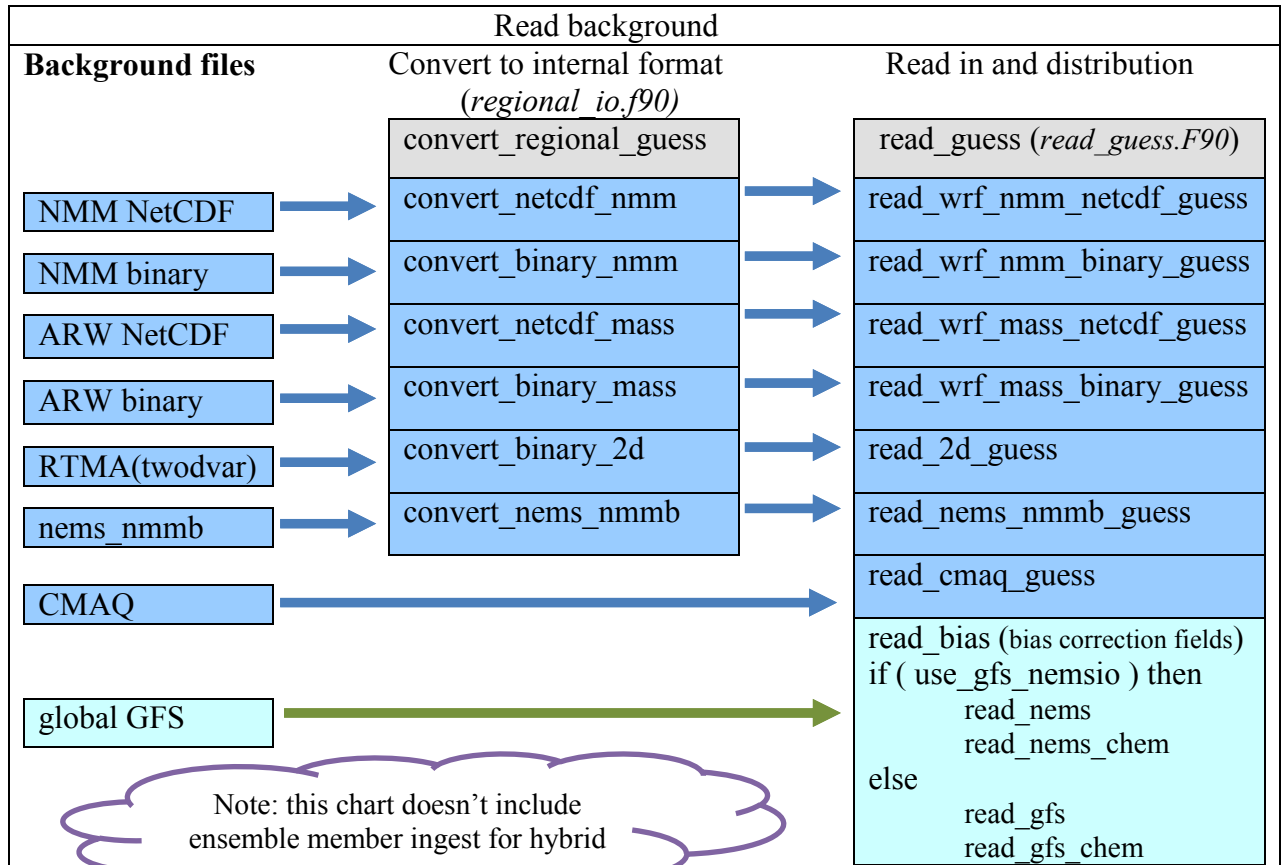 Read background
Background files
Convert to internal format
(regional_io.f90)
Read in and distribution
convert_regional_guess
read_guess (read_guess.F90)
NMM NetCDF
convert_netcdf_nmm
read_wrf_nmm_netcdf_guess
NMM binary
convert_binary_nmm
read_wrf_nmm_binary_guess
ARW NetCDF
convert_netcdf_mass
read_wrf_mass_netcdf_guess
ARW binary
convert_binary_mass
read_wrf_mass_binary_guess
RTMA(twodvar)
convert_binary_2d
read_2d_guess
nems_nmmb
convert_nems_nmmb
read_nems_nmmb_guess
CMAQ
read_cmaq_guess
global GFS
read_bias (bias correction fields)
if ( use_gfs_nemsio ) then
read_nems
read_nems_chem
else
read_gfs
read_gfs_chem
Note: this chart doesn’t include
ensemble member ingest for hybrid